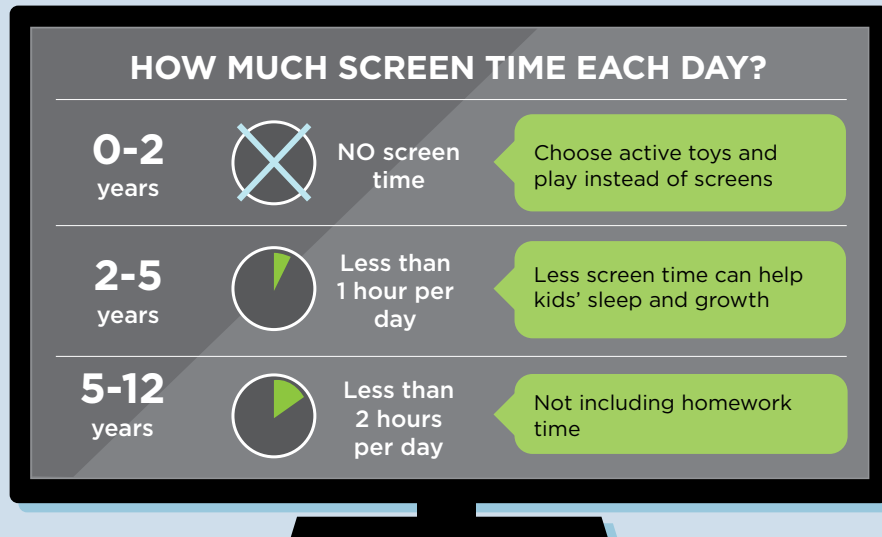 HOW MUCH SCREEN TIME EACH DAY?
0-2
years
NO screen
time
Choose active toys and
play instead of screens
2-5
years
Less than
1 hour per
day
Less screen time can help
kids’ sleep and growth
5-12
years
Less than
2 hours
per day
Not including homework
time